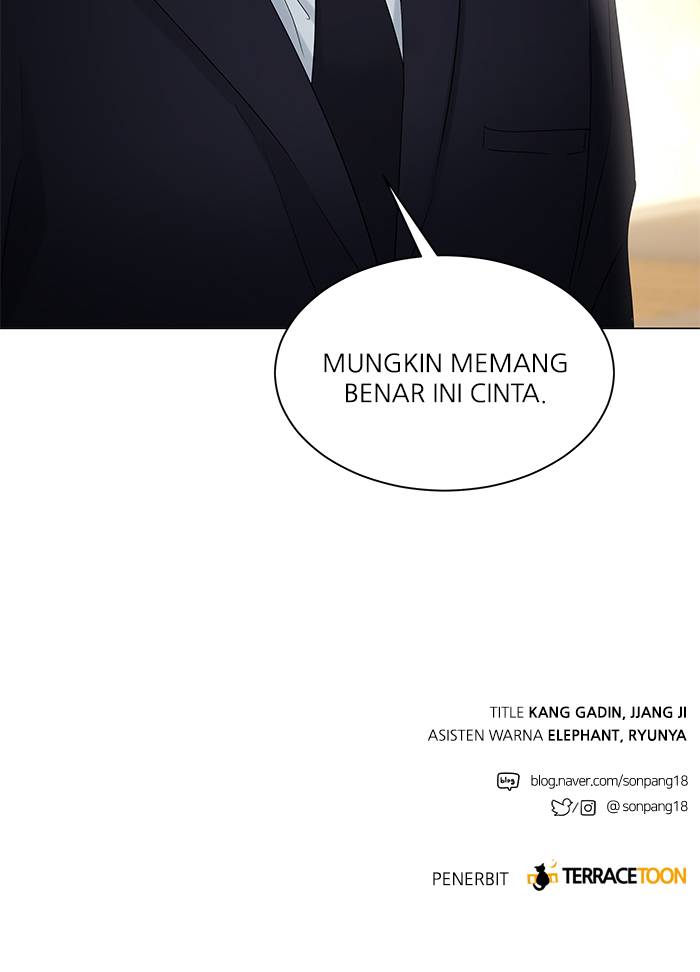 MUNGKIN MEMANG
BENAR INI CINTA.
TITLE KANG GADIN, JJANG JI
ASISTEN WARNA ELEPHANT, RYUNYA
blog blog.naver.com/sonpang18
/ @sonpang18
PENERBIT TERRACETOON